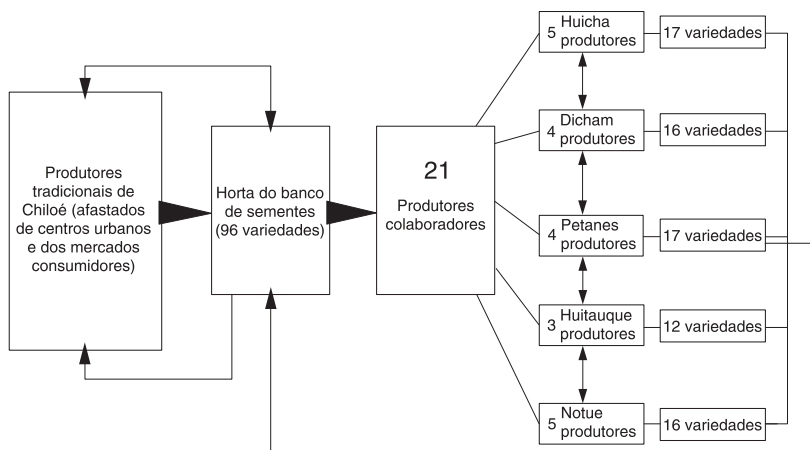 Produtores
tradicionais de
Chiloé (afastados
de centros urbanos
e dos mercados
consumidores)
Horta do banco
de sementes
(96 variedades)
21
Produtores
colaboradores
5 Huicha
produtores
17 variedades
4 Dicham
produtores
16 variedades
4 Petanes
produtores
17 variedades
3 Huitauque
produtores
12 variedades
5 Notue
produtores
16 variedades